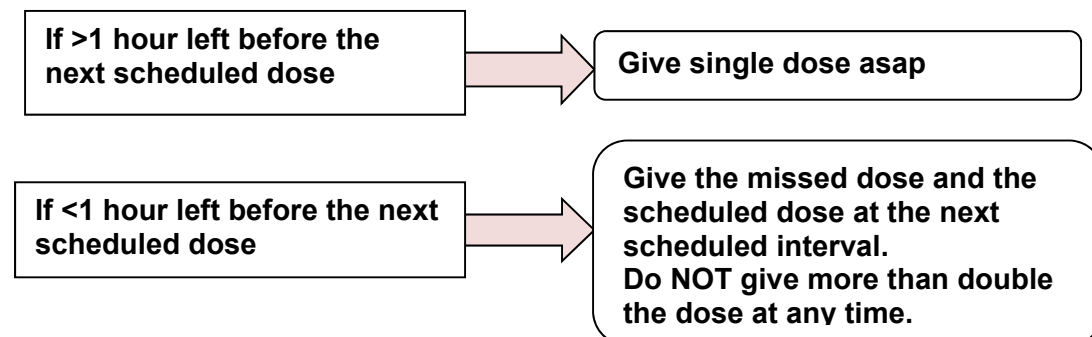 If >1 hour left before the
next scheduled dose
Give single dose asap
If <1 hour left before the next
scheduled dose
Give the missed dose and the
scheduled dose at the next
scheduled interval.
Do NOT give more than double
the dose at any time.